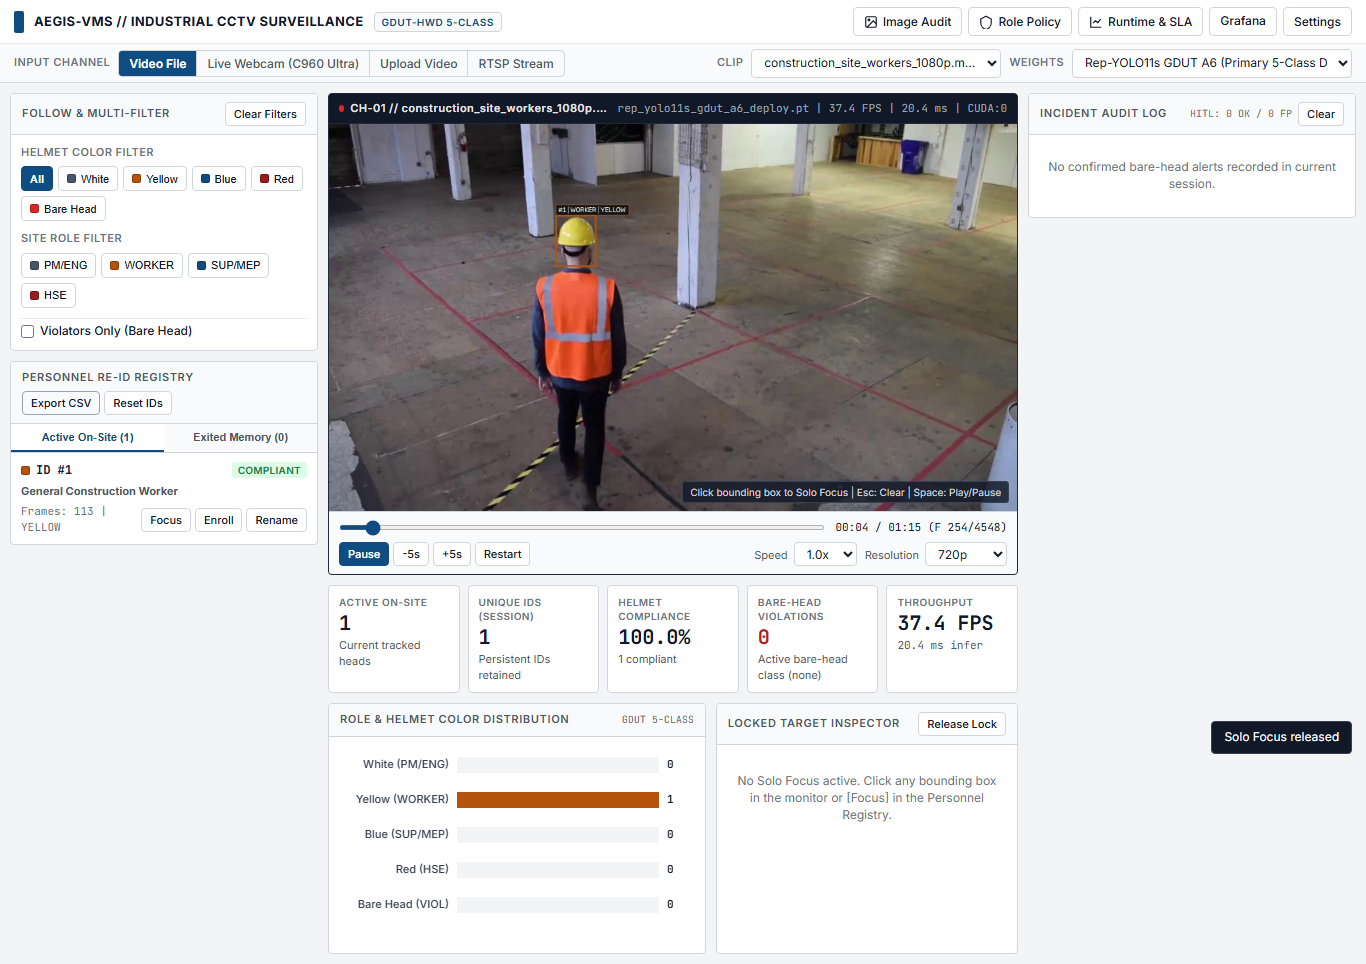 AEGIS-VMS // INDUSTRIAL CCTV SURVEILLANCE
GDUT-HWD 5-CLASS
Image Audit
Role Policy
Runtime & SLA
Grafana
Settings
INPUT CHANNEL
Video File
Live Webcam (C960 Ultra)
Upload Video
RTSP Stream
CLIP
construction_site_workers_1080p.m...
WEIGHTS
Rep-YOLO11s GDUT A6 (Primary 5-Class D
FOLLOW & MULTI-FILTER
Clear Filters
HELMET COLOR FILTER
All
White
Yellow
Blue
Red
Bare Head
SITE ROLE FILTER
PM/ENG
WORKER
SUP/MEP
HSE
Violators Only (Bare Head)
PERSONNEL RE-ID REGISTRY
Export CSV
Reset IDs
Active On-Site (1)
Exited Memory (0)
ID #1
COMPLIANT
General Construction Worker
Frames: 113 |
YELLOW
Focus
Enroll
Rename
CH-01 // construction_site_workers_1080p....
rep_yolo11s_gdut_a6_deploy.pt | 37.4 FPS | 20.4 ms | CUDA:0
#1 | WORKER | YELLOW
Click bounding box to Solo Focus | Esc: Clear | Space: Play/Pause
00:04 / 01:15 (F 254/4548)
Pause
-5s
+5s
Restart
Speed
1.0x
Resolution
720p
ACTIVE ON-SITE
1
Current tracked
heads
UNIQUE IDS
(SESSION)
1
Persistent IDs
retained
HELMET
COMPLIANCE
100.0%
1 compliant
BARE-HEAD
VIOLATIONS
0
Active bare-head
class (none)
THROUGHPUT
37.4 FPS
20.4 ms infer
ROLE & HELMET COLOR DISTRIBUTION
GDUT 5-CLASS
White (PM/ENG)
0
Yellow (WORKER)
1
Blue (SUP/MEP)
0
Red (HSE)
0
Bare Head (VIOL)
0
LOCKED TARGET INSPECTOR
Release Lock
No Solo Focus active. Click any bounding box
in the monitor or [Focus] in the Personnel
Registry.
INCIDENT AUDIT LOG
HITL: 0 OK / 0 FP
Clear
No confirmed bare-head alerts recorded in current
session.
Solo Focus released